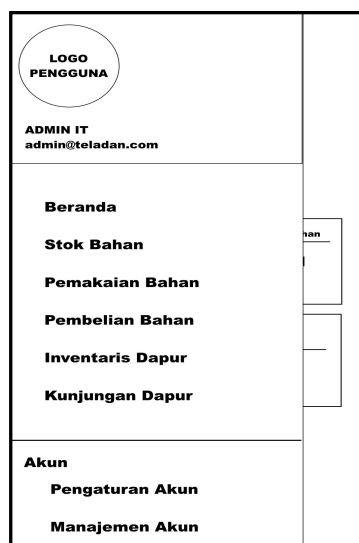 LOGO
PENGGUNA
ADMIN IT
admin@teladan.com
Beranda
Stok Bahan
Pemakaian Bahan
Pembelian Bahan
Inventaris Dapur
Kunjungan Dapur
Akun
Pengaturan Akun
Manajemen Akun